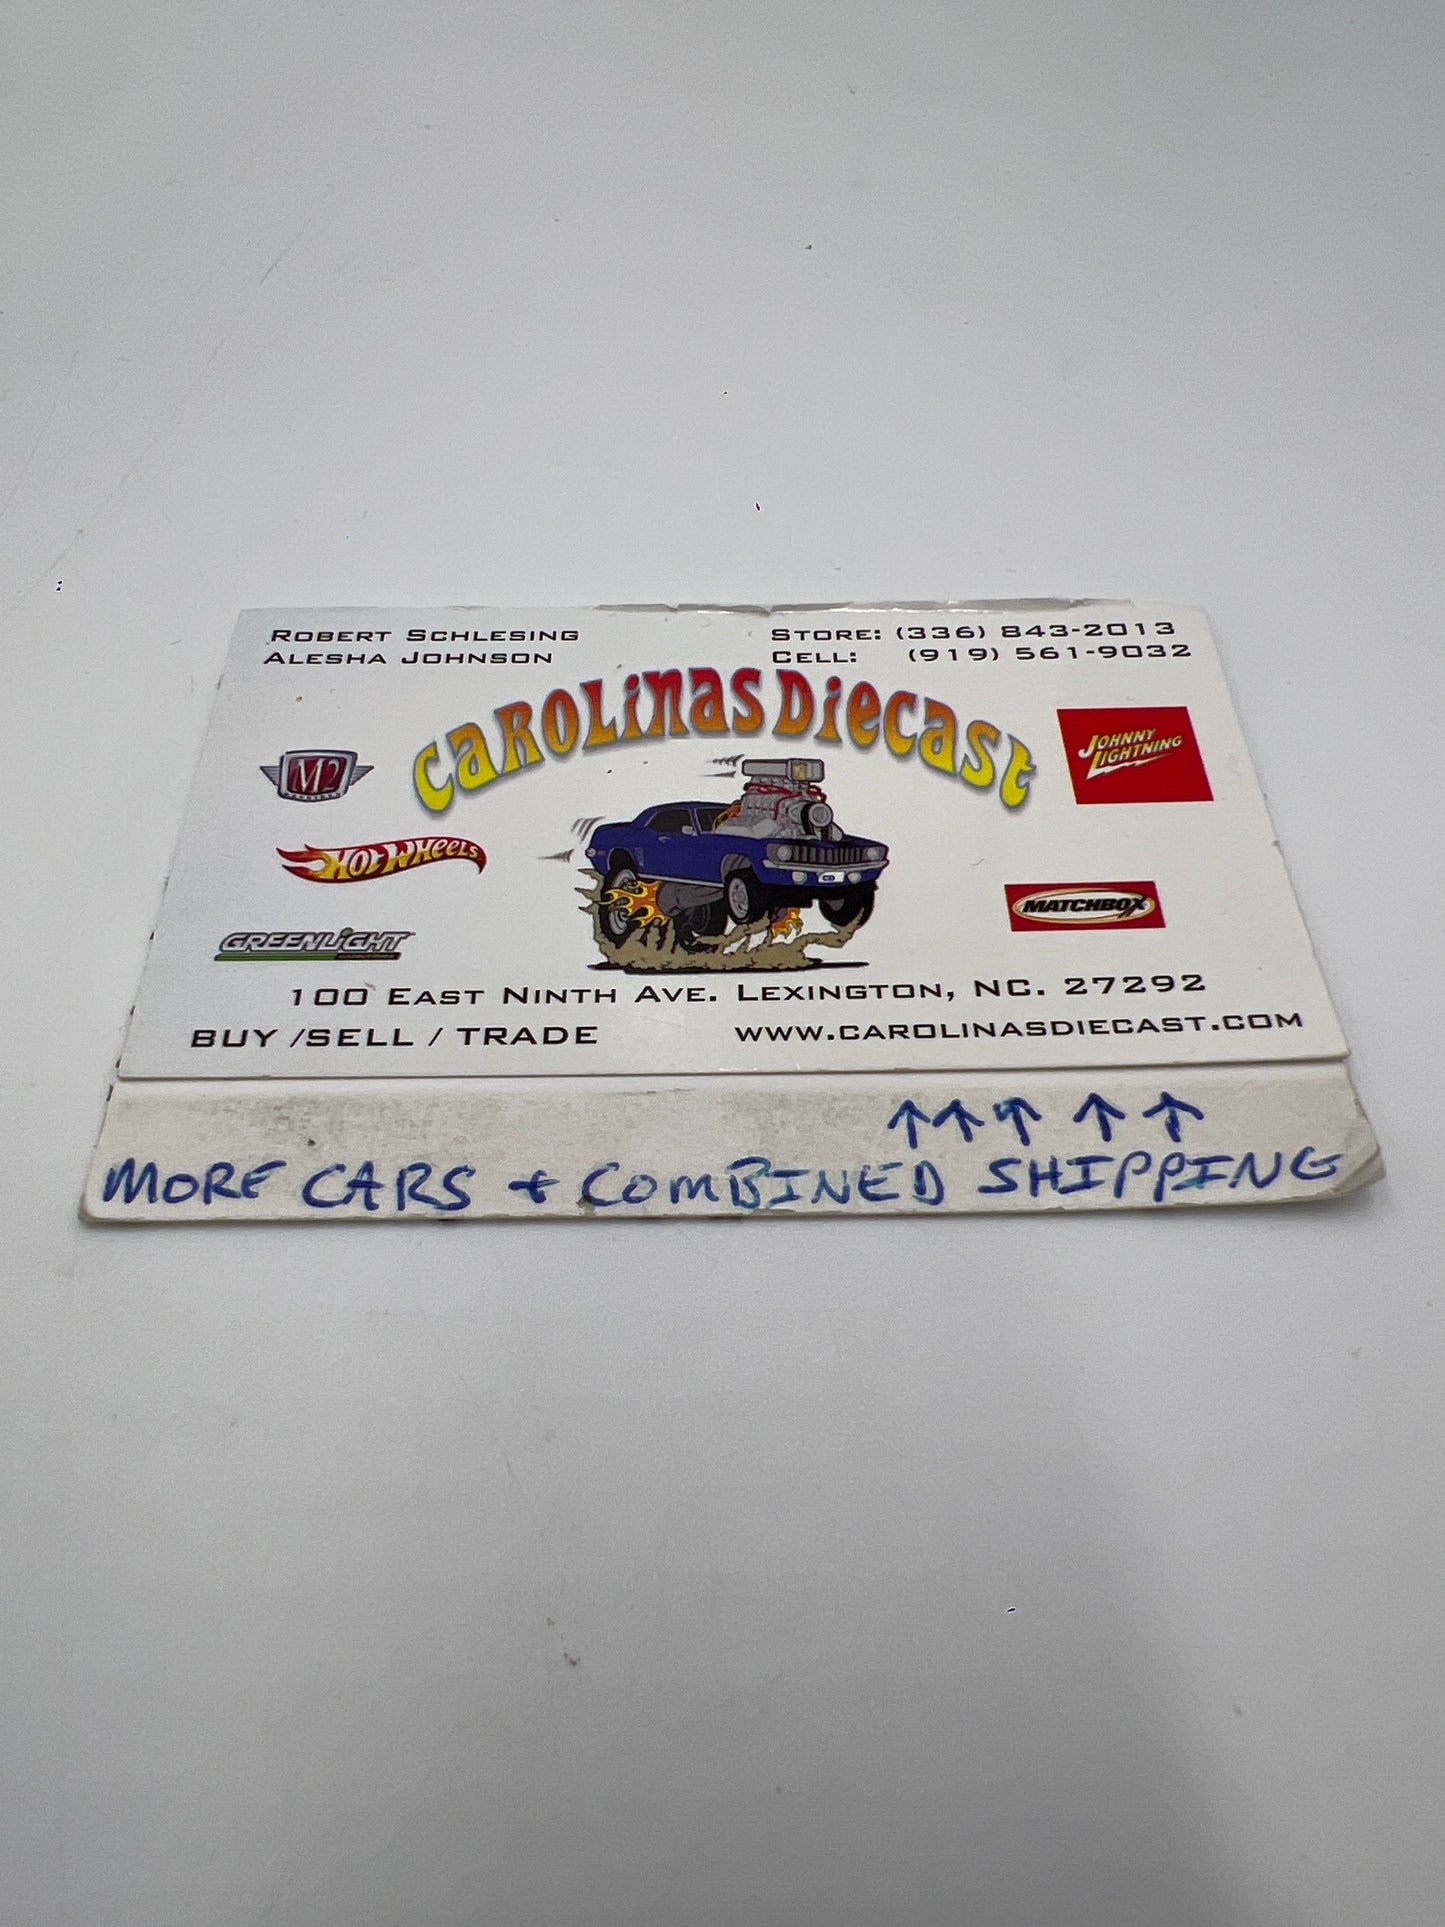 ROBERT SCHLESING
ALESHA JOHNSON
STORE: (336) 843-2013
CELL: (919) 561-9032
CAROLINAS DIECAST
M2
JOHNNY
LIGHTNING
HOT WHEELS
MATCHBOX
GREENLIGHT
100 EAST NINTH AVE. LEXINGTON, NC. 27292
BUY /SELL / TRADE
WWW.CAROLINASDIECAST.COM
↑↑↑ ↑ ↑
MORE CARS + COMBINED SHIPPING